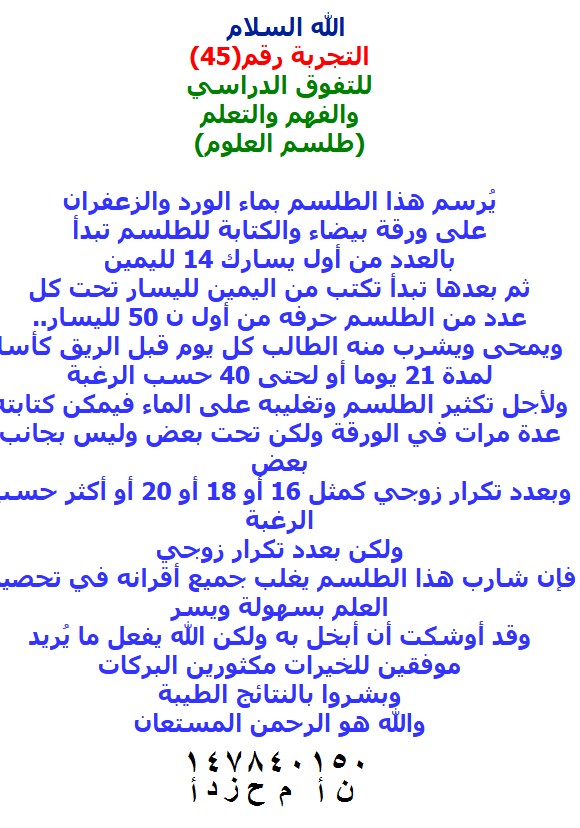 الله السلام
التجربة رقم(45)
للتفوق الدراسي
والفهم والتعلم
(طلسم العلوم)
يُرسم هذا الطلسم بماء الورد والزعفران
على ورقة بيضاء والكتابة للطلسم تبدأ
بالعدد من أول يسارك 14 لليمين
ثم بعدها تبدأ تكتب من اليمين لليسار تحت كل
عدد من الطلسم حرفه من أول ن 50 لليسار..
ويمحى ويشرب منه الطالب كل يوم قبل الريق كأسا
لمدة 21 يوما أو لحتى 40 حسب الرغبة
ولأجل تكثير الطلسم وتغليبه على الماء فيمكن كتابته
عدة مرات في الورقة ولكن تحت بعض وليس بجانب
بعض
وبعدد تكرار زوجي كمثل 16 أو 18 أو 20 أو أكثر حسب
الرغبة
ولكن بعدد تكرار زوجي
فإن شارب هذا الطلسم يغلب جميع أقرانه في تحصي
العلم بسهولة ويسر
وقد أوشكت أن أبخل به ولكن الله يفعل ما يُريد
موفقين للخيرات مكثورين البركات
وبشروا بالنتائج الطيبة
والله هو الرحمن المستعان
١٤٧٨٤٠١٥٠
ن أ م ح ز د أ